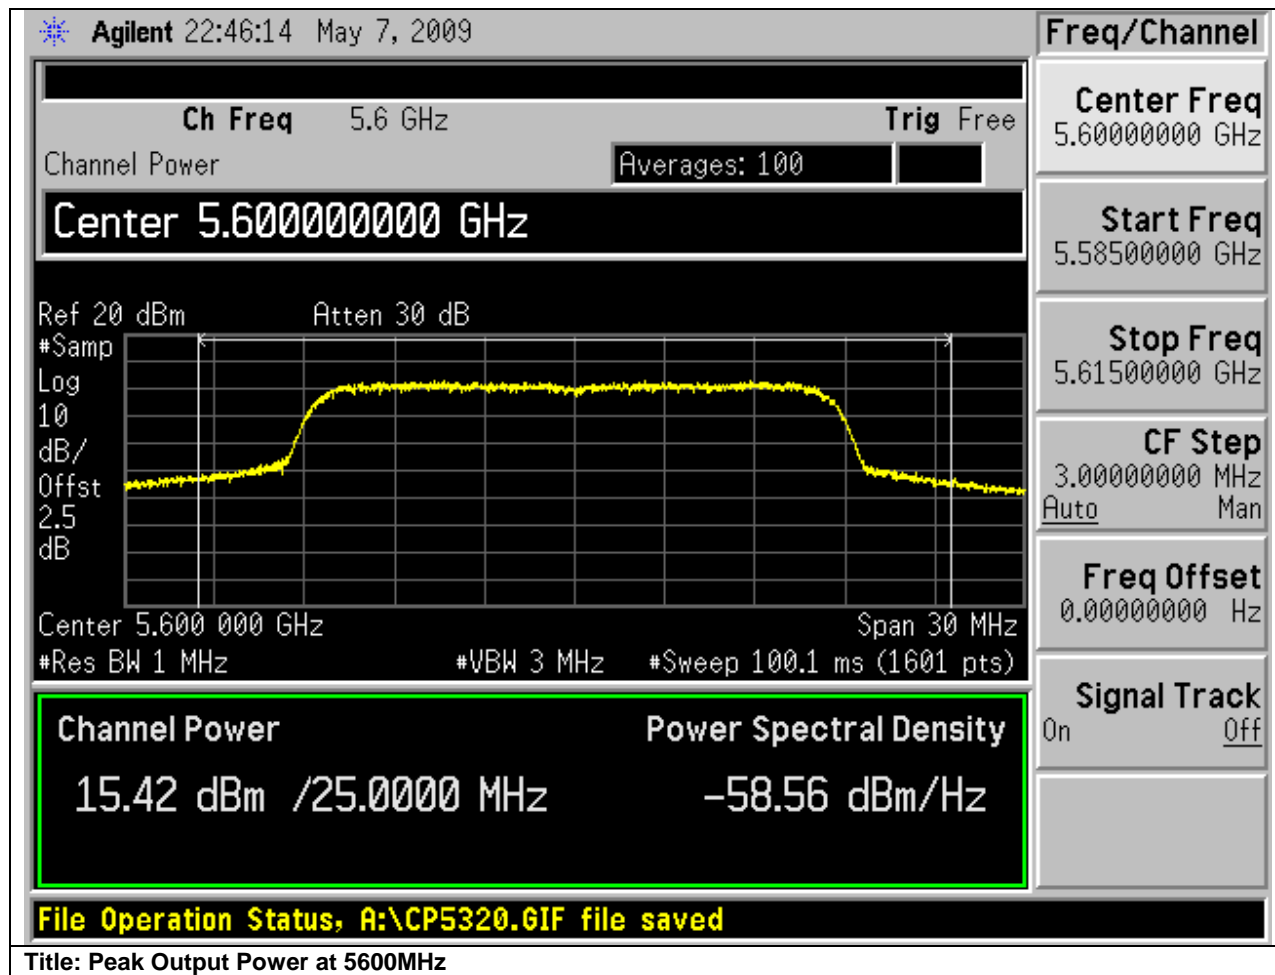 Agilent 22:46:14 May 7, 2009
Freq/Channel
Ch Freq 5.6 GHz Trig Free
Channel Power Averages: 100
Center 5.600000000 GHz
Ref 20 dBm Atten 30 dB
#Samp
Log
10
dB/
Offst
2.5
dB
Center 5.600 000 GHz Span 30 MHz
#Res BW 1 MHz #VBW 3 MHz #Sweep 100.1 ms (1601 pts)
Channel Power Power Spectral Density
15.42 dBm /25.0000 MHz -58.56 dBm/Hz
File Operation Status, A:\CP5320.GIF file saved
Center Freq
5.60000000 GHz
Start Freq
5.58500000 GHz
Stop Freq
5.61500000 GHz
CF Step
3.00000000 MHz
Auto Man
Freq Offset
0.00000000 Hz
Signal Track
On Off
Title: Peak Output Power at 5600MHz